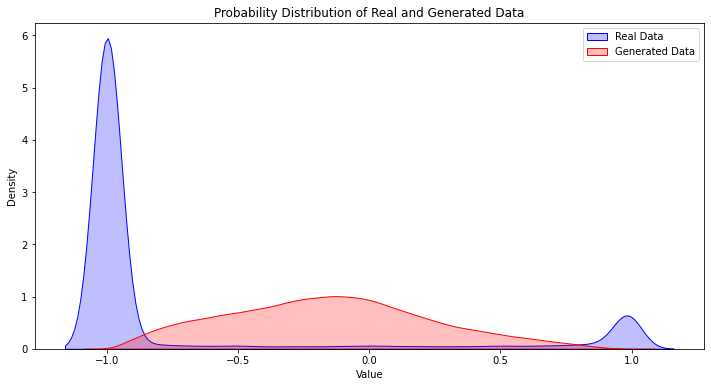 Probability Distribution of Real and Generated Data
Real Data
Generated Data
6
5
4
3
2
1
0
Density
−1.0 −0.5 0.0 0.5 1.0
Value